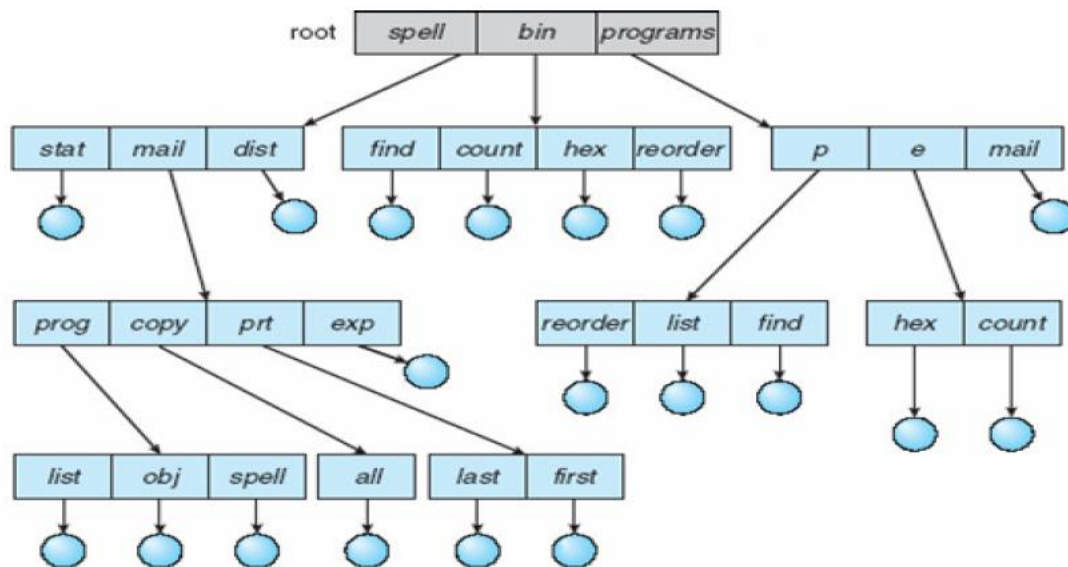 root spell bin programs
stat mail dist find count hex reorder p e mail
prog copy prt exp reorder list find hex count
list obj spell all last first